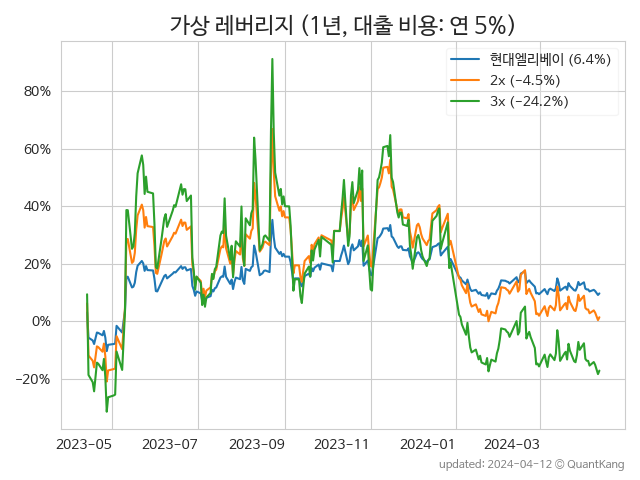 가상 레버리지 (1년, 대출 비용: 연 5%)
현대엘리베이 (6.4%)
2x (−4.5%)
3x (−24.2%)
80%
60%
40%
20%
0%
−20%
2023-05 2023-07 2023-09 2023-11 2024-01 2024-03
updated: 2024-04-12 © QuantKang